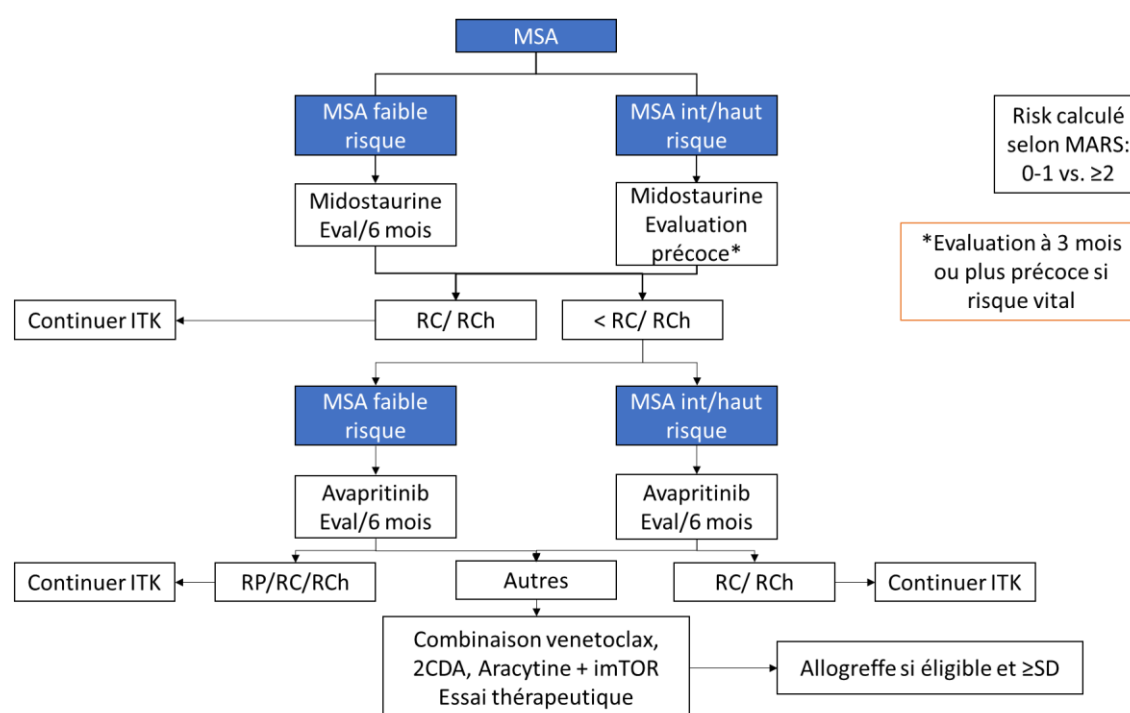 MSA
MSA faible
risque
MSA int/haut
risque
Risk calculé
selon MARS:
0-1 vs. ≥2
Midostaurine
Eval/6 mois
Midostaurine
Evaluation
précoce*
*Evaluation à 3 mois
ou plus précoce si
risque vital
Continuer ITK
RC/ RCh
< RC/ RCh
MSA faible
risque
MSA int/haut
risque
Avapritinib
Eval/6 mois
Avapritinib
Eval/6 mois
Continuer ITK
RP/RC/RCh
Autres
RC/ RCh
Continuer ITK
Combinaison venetoclax,
2CDA, Aracytine + imTOR
Essai thérapeutique
Allogreffe si éligible et ≥SD